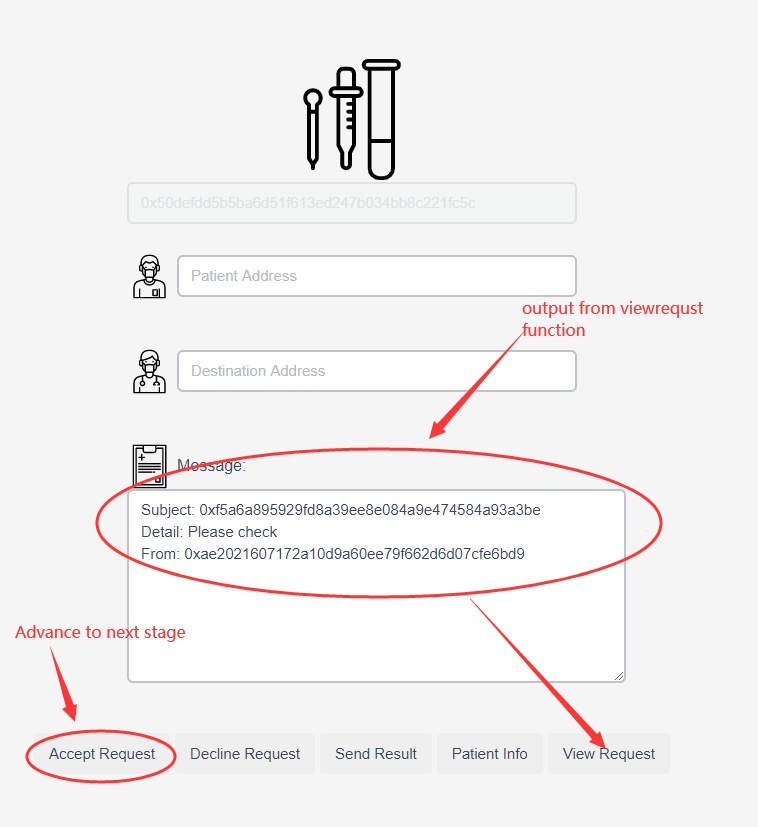 0x50defdd5b5ba6d51f613ed247b034bb8c221fc5c
Patient Address
output from viewrequst
function
Destination Address
Message:
Subject: 0xf5a6a895929fd8a39ee8e084a9e474584a93a3be
Detail: Please check
From: 0xae2021607172a10d9a60ee79f662d6d07cfe6bd9
Advance to next stage
Accept Request
Decline Request
Send Result
Patient Info
View Request